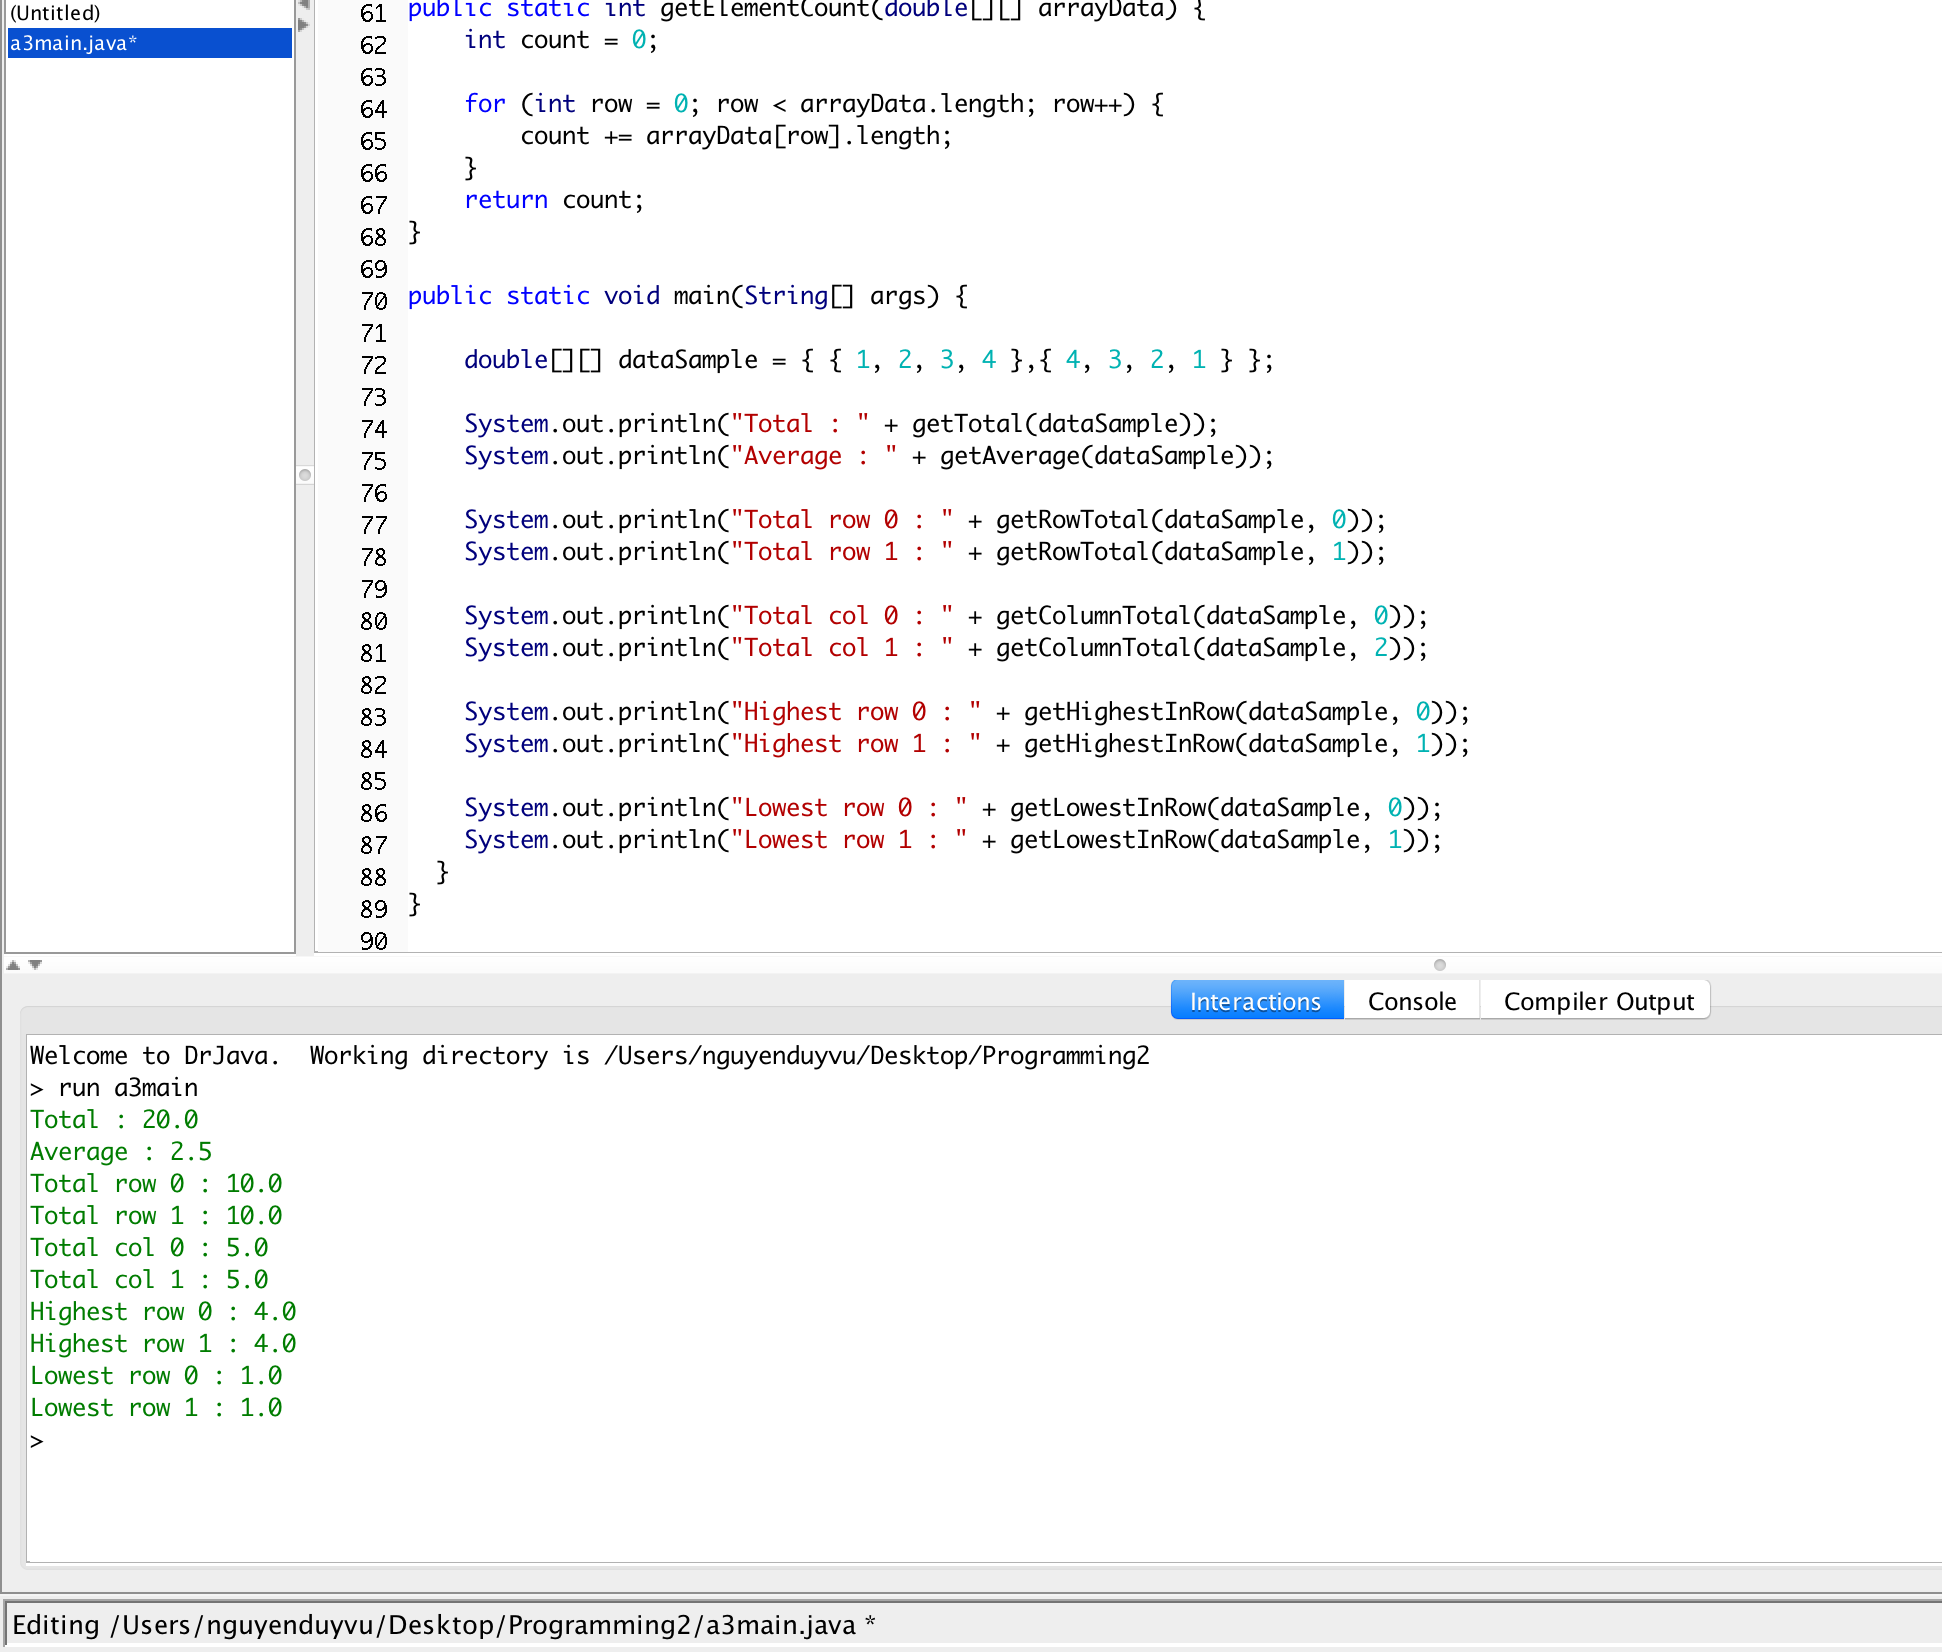 (Untitled)
a3main.java*
61 public static int getElementCount(double[][] arrayData) {
62     int count = 0;
63
64     for (int row = 0; row < arrayData.length; row++) {
65         count += arrayData[row].length;
66     }
67     return count;
68 }
69
70 public static void main(String[] args) {
71
72     double[][] dataSample = { { 1, 2, 3, 4 },{ 4, 3, 2, 1 } };
73
74     System.out.println("Total : " + getTotal(dataSample));
75     System.out.println("Average : " + getAverage(dataSample));
76
77     System.out.println("Total row 0 : " + getRowTotal(dataSample, 0));
78     System.out.println("Total row 1 : " + getRowTotal(dataSample, 1));
79
80     System.out.println("Total col 0 : " + getColumnTotal(dataSample, 0));
81     System.out.println("Total col 1 : " + getColumnTotal(dataSample, 2));
82
83     System.out.println("Highest row 0 : " + getHighestInRow(dataSample, 0));
84     System.out.println("Highest row 1 : " + getHighestInRow(dataSample, 1));
85
86     System.out.println("Lowest row 0 : " + getLowestInRow(dataSample, 0));
87     System.out.println("Lowest row 1 : " + getLowestInRow(dataSample, 1));
88   }
89 }
90
Interactions Console Compiler Output
Welcome to DrJava.  Working directory is /Users/nguyenduyvu/Desktop/Programming2
> run a3main
Total : 20.0
Average : 2.5
Total row 0 : 10.0
Total row 1 : 10.0
Total col 0 : 5.0
Total col 1 : 5.0
Highest row 0 : 4.0
Highest row 1 : 4.0
Lowest row 0 : 1.0
Lowest row 1 : 1.0
>
Editing /Users/nguyenduyvu/Desktop/Programming2/a3main.java *